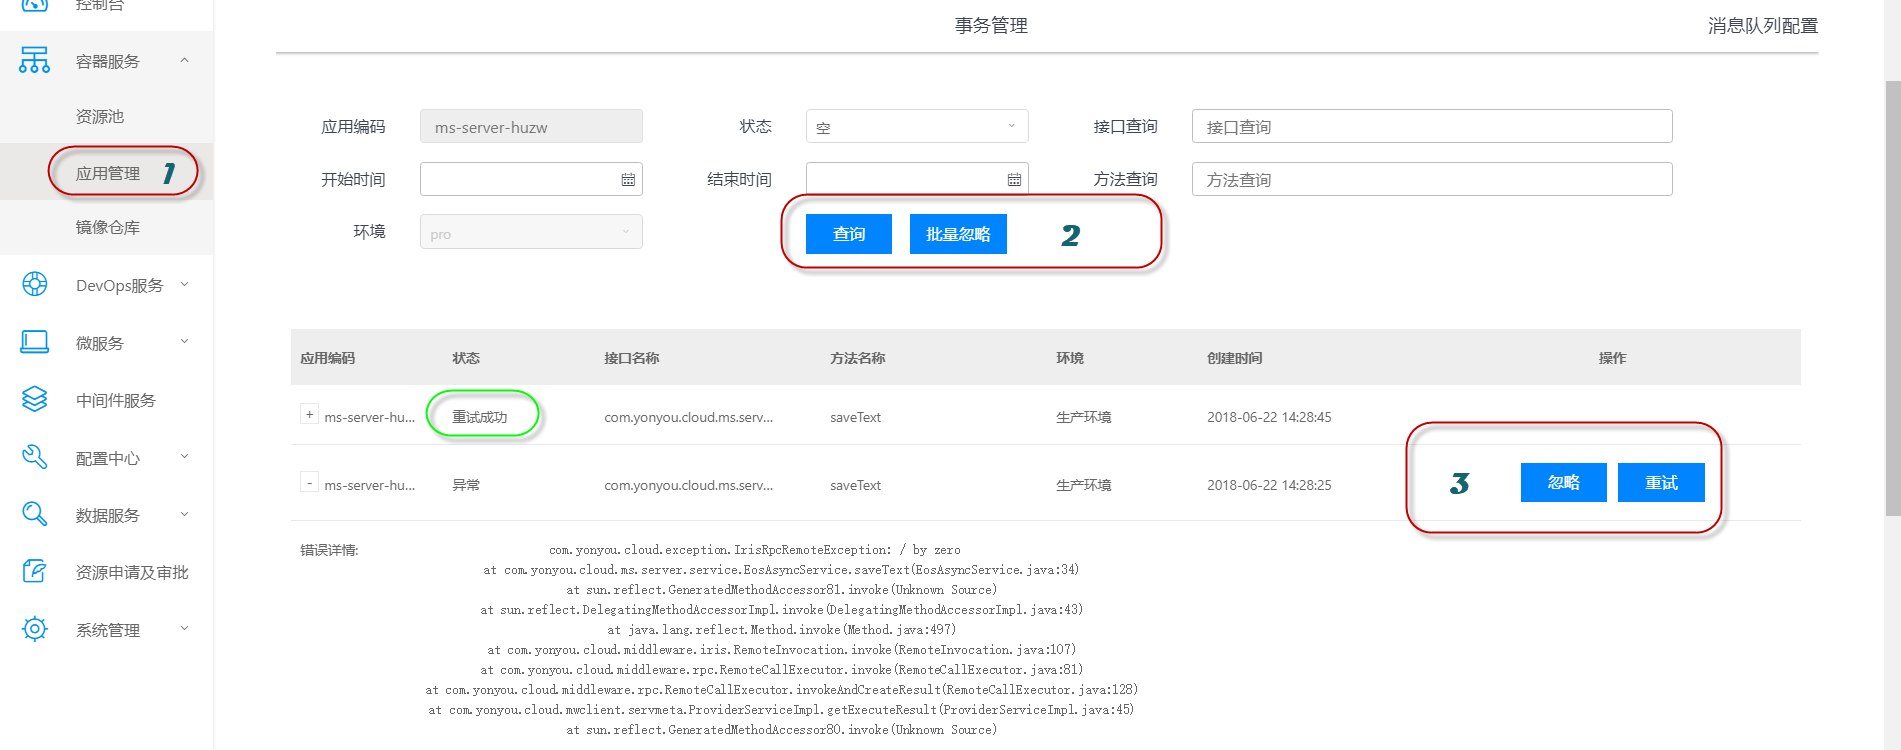 控制台
容器服务
资源池
应用管理 1
镜像仓库
DevOps服务
微服务
中间件服务
配置中心
数据服务
资源申请及审批
系统管理
事务管理 消息队列配置
应用编码 ms-server-huzw 状态 空 接口查询 接口查询
开始时间 结束时间 方法查询 方法查询
环境 pro 查询 批量忽略 2
应用编码 状态 接口名称 方法名称 环境 创建时间 操作
+ ms-server-hu... 重试成功 com.yonyou.cloud.ms.serv... saveText 生产环境 2018-06-22 14:28:45
- ms-server-hu... 异常 com.yonyou.cloud.ms.serv... saveText 生产环境 2018-06-22 14:28:25 3 忽略 重试
错误详情: com.yonyou.cloud.exception.IrisRpcRemoteException: / by zero
at com.yonyou.cloud.ms.server.service.EosAsyncService.saveText(EosAsyncService.java:34)
at sun.reflect.GeneratedMethodAccessor81.invoke(Unknown Source)
at sun.reflect.DelegatingMethodAccessorImpl.invoke(DelegatingMethodAccessorImpl.java:43)
at java.lang.reflect.Method.invoke(Method.java:497)
at com.yonyou.cloud.middleware.iris.RemoteInvocation.invoke(RemoteInvocation.java:107)
at com.yonyou.cloud.middleware.rpc.RemoteCallExecutor.invoke(RemoteCallExecutor.java:81)
at com.yonyou.cloud.middleware.rpc.RemoteCallExecutor.invokeAndCreateResult(RemoteCallExecutor.java:128)
at com.yonyou.cloud.mwclient.servmeta.ProviderServiceImpl.getExecuteResult(ProviderServiceImpl.java:45)
at sun.reflect.GeneratedMethodAccessor80.invoke(Unknown Source)